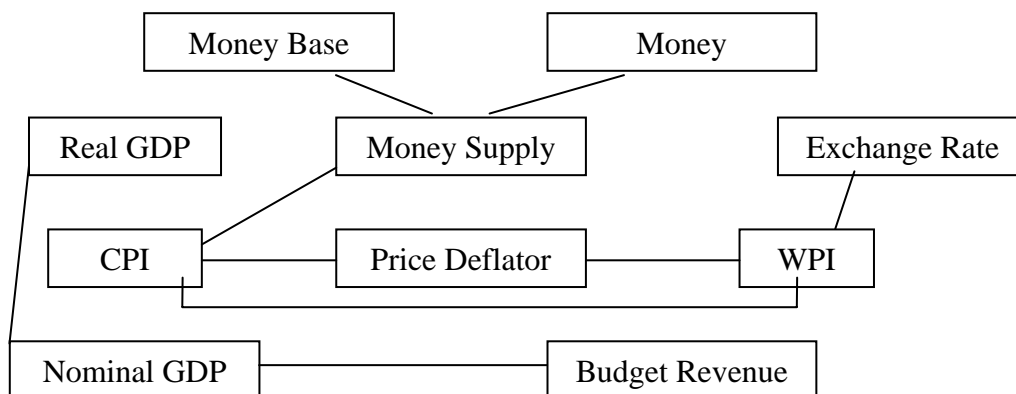 Money Base
Money
Real GDP
Money Supply
Exchange Rate
CPI
Price Deflator
WPI
Nominal GDP
Budget Revenue